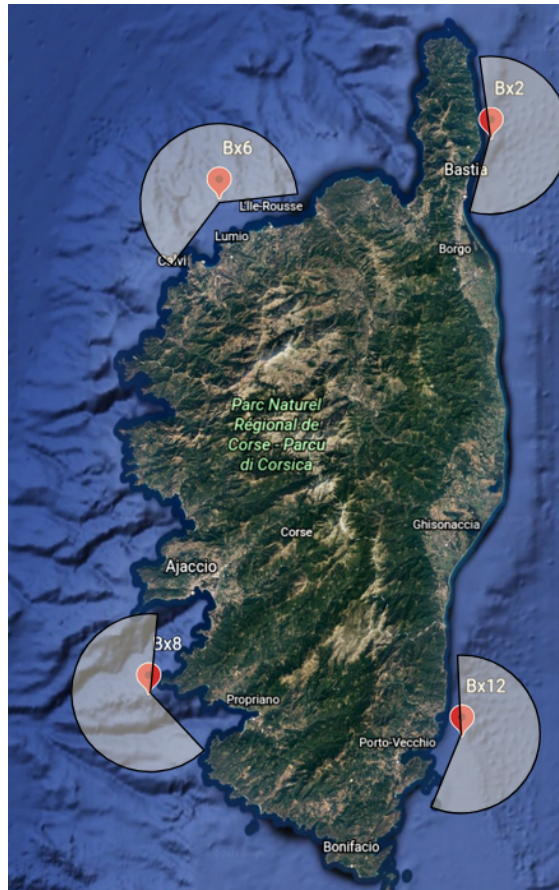 Bx2
Bx6
Bastia
L'Île-Rousse
Lumio
Borgo
Calvi
Parc Naturel
Régional de
Corse - Parcu
di Corsica
Corse
Ghisonaccia
Ajaccio
Bx8
Bx12
Propriano
Porto-Vecchio
Bonifacio